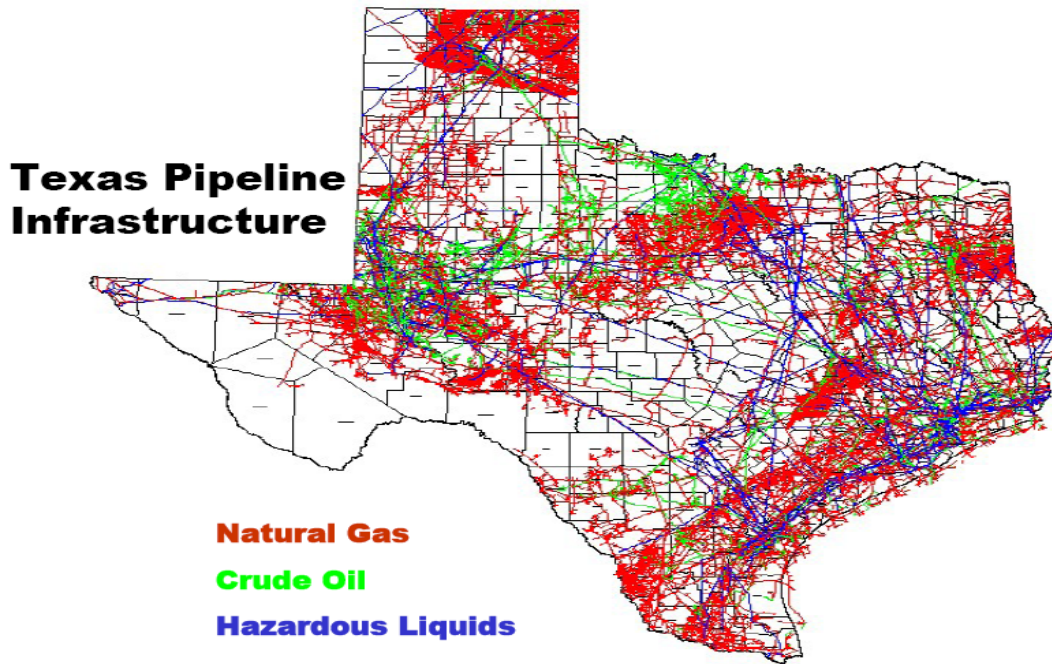 Texas Pipeline
Infrastructure
Natural Gas
Crude Oil
Hazardous Liquids